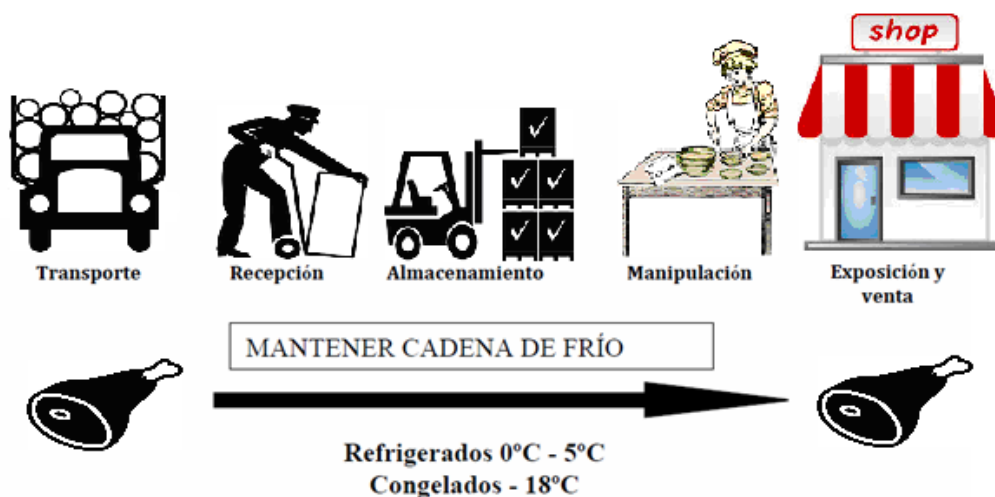 shop
Transporte
Recepción
Almacenamiento
Manipulación
Exposición y
venta
MANTENER CADENA DE FRÍO
Refrigerados 0ºC - 5ºC
Congelados - 18ºC